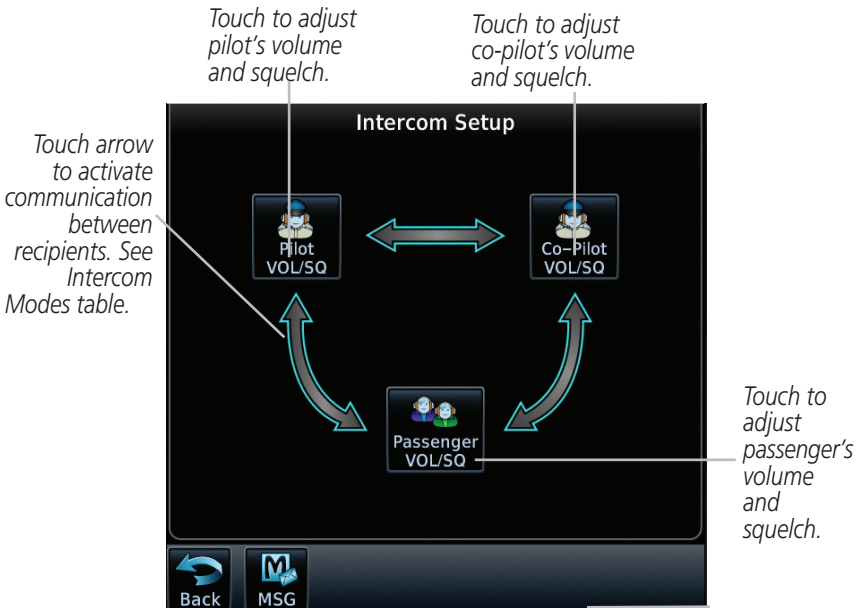 Touch to adjust
pilot's volume
and squelch.
Touch to adjust
co-pilot's volume
and squelch.
Touch arrow
to activate
communication
between
recipients. See
Intercom
Modes table.
Intercom Setup
Pilot
VOL/SQ
Co-Pilot
VOL/SQ
Passenger
VOL/SQ
Touch to
adjust
passenger's
volume
and
squelch.
Back
MSG